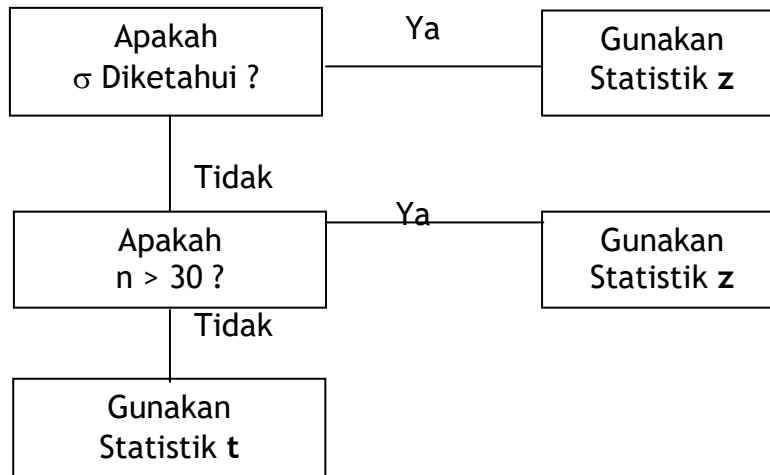 Apakah
σ Diketahui ?
Ya
Gunakan
Statistik z
Tidak
Apakah
n > 30 ?
Ya
Gunakan
Statistik z
Tidak
Gunakan
Statistik t